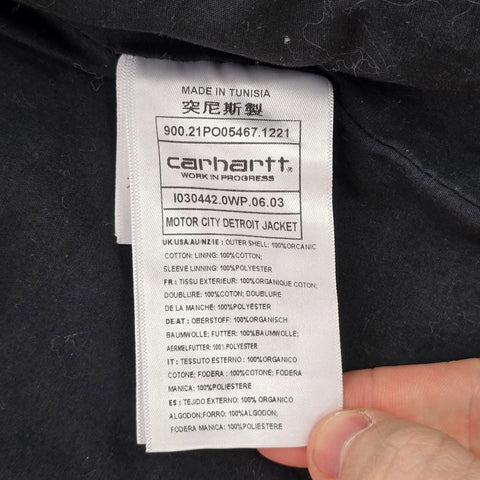 MADE IN TUNISIA
突尼斯製
900.21PO05467.1221
carhartt®
WORK IN PROGRESS
I030442.0WP.06.03
MOTOR CITY DETROIT JACKET
UK:USA:AU:NZ:IE : OUTER SHELL: 100%ORGANIC
COTTON; LINING: 100%COTTON;
SLEEVE LINNING: 100%POLYESTER
FR : TISSU EXTERIEUR: 100%ORGANIQUE COTON;
DOUBLURE: 100%COTON; DOUBLURE
DE LA MANCHE: 100%POLYESTER
DE:AT : OBERSTOFF: 100%ORGANISCH
BAUMWOLLE; FUTTER: 100%BAUMWOLLE;
AERMELFUTTER: 100%POLYESTER
IT : TESSUTO ESTERNO : 100%ORGANICO
COTONE; FODERA : 100%COTONE; FODERA
MANICA: 100%POLIESTERE
ES : TEJIDO EXTERNO: 100% ORGANICO
ALGODON;FORRO: 100%ALGODON;
FODERA MANICA: 100%POLIESTERE